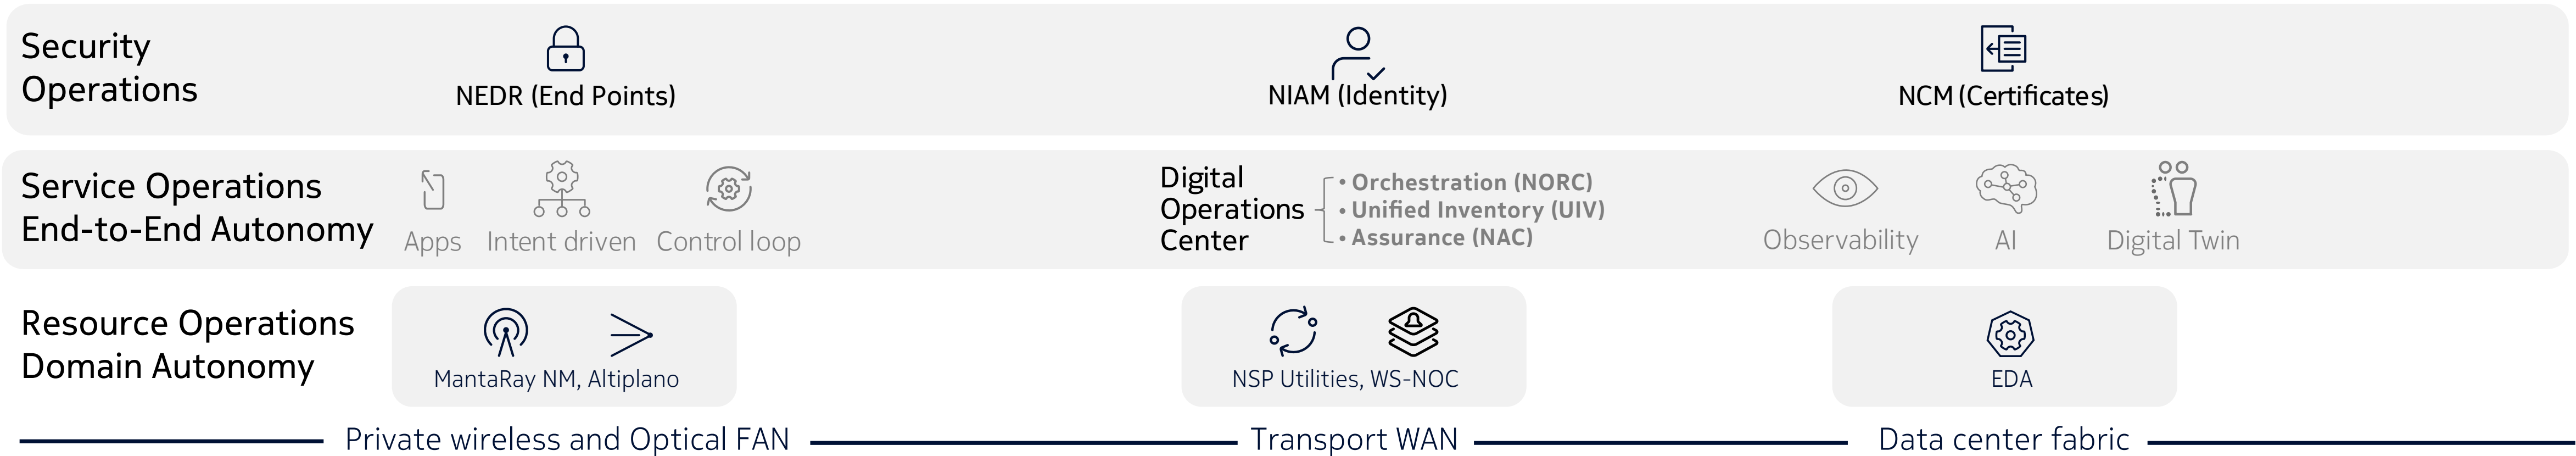 Security
Operations
NEDR (End Points)
NIAM (Identity)
NCM (Certificates)
Service Operations
End-to-End Autonomy
Apps
Intent driven
Control loop
Digital
Operations
Center
• Orchestration (NORC)
• Unified Inventory (UIV)
• Assurance (NAC)
Observability
AI
Digital Twin
Resource Operations
Domain Autonomy
MantaRay NM, Altiplano
NSP Utilities, WS-NOC
EDA
Private wireless and Optical FAN
Transport WAN
Data center fabric